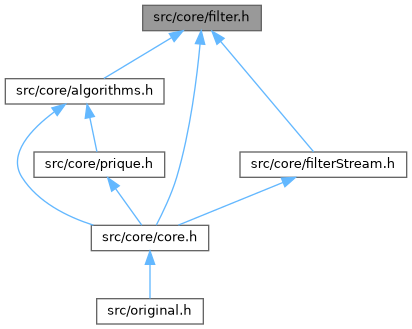 src/core/filter.h
src/core/algorithms.h
src/core/prique.h
src/core/filterStream.h
src/core/core.h
src/original.h